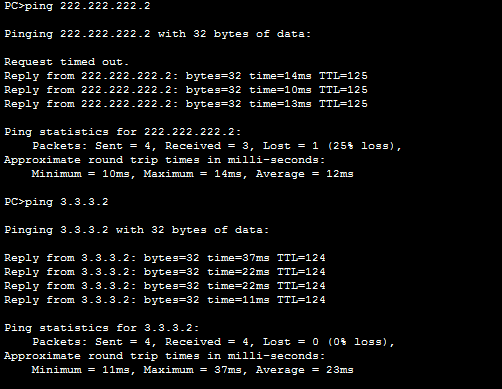 PC>ping 222.222.222.2
Pinging 222.222.222.2 with 32 bytes of data:
Request timed out.
Reply from 222.222.222.2: bytes=32 time=14ms TTL=125
Reply from 222.222.222.2: bytes=32 time=10ms TTL=125
Reply from 222.222.222.2: bytes=32 time=13ms TTL=125
Ping statistics for 222.222.222.2:
    Packets: Sent = 4, Received = 3, Lost = 1 (25% loss),
Approximate round trip times in milli-seconds:
    Minimum = 10ms, Maximum = 14ms, Average = 12ms
PC>ping 3.3.3.2
Pinging 3.3.3.2 with 32 bytes of data:
Reply from 3.3.3.2: bytes=32 time=37ms TTL=124
Reply from 3.3.3.2: bytes=32 time=22ms TTL=124
Reply from 3.3.3.2: bytes=32 time=22ms TTL=124
Reply from 3.3.3.2: bytes=32 time=11ms TTL=124
Ping statistics for 3.3.3.2:
    Packets: Sent = 4, Received = 4, Lost = 0 (0% loss),
Approximate round trip times in milli-seconds:
    Minimum = 11ms, Maximum = 37ms, Average = 23ms